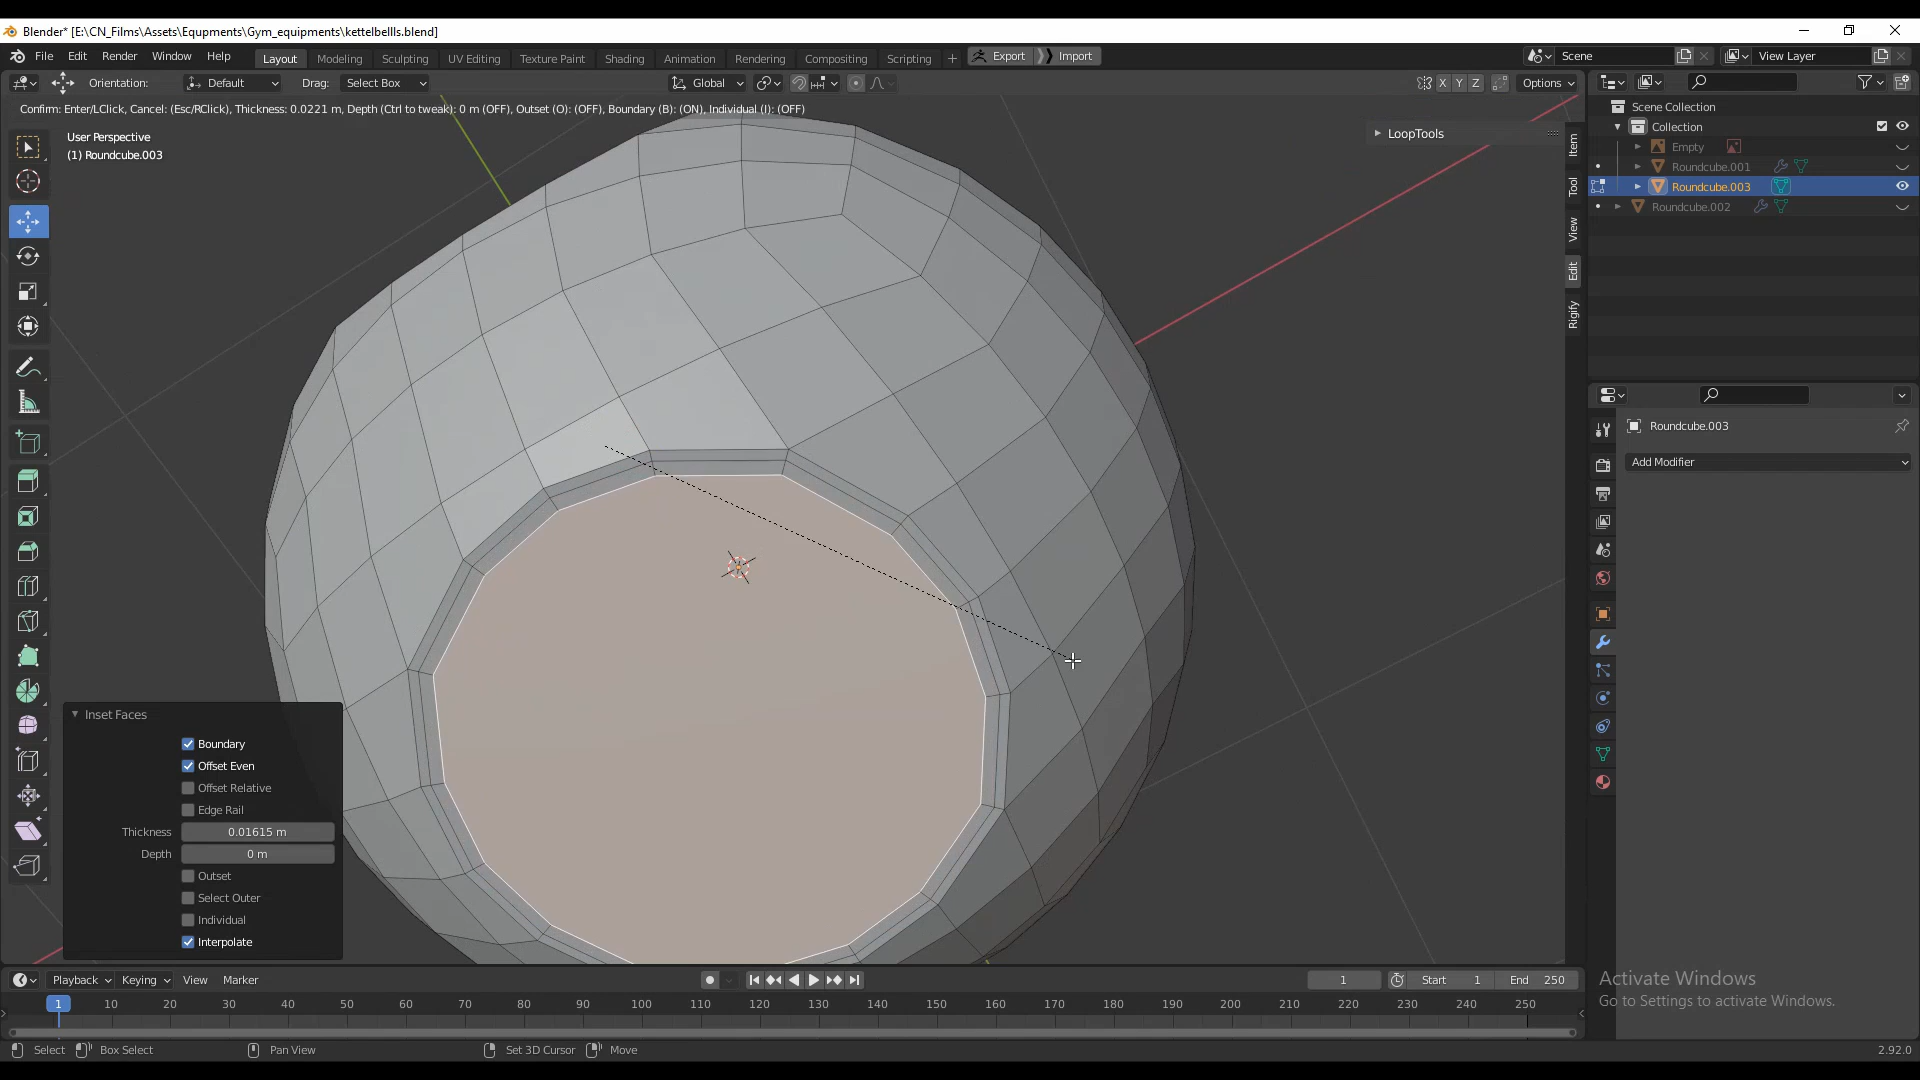 Blender* [E:\CN_Films\Assets\Equpments\Gym_equipments\kettelbellls.blend]
File Edit Render Window Help Layout Modeling Sculpting UV Editing Texture Paint Shading Animation Rendering Compositing Scripting + Export Import Scene View Layer
Orientation: Default Drag: Select Box Global X Y Z Options
Confirm: Enter/LClick, Cancel: (Esc/RClick), Thickness: 0.0221 m, Depth (Ctrl to tweak): 0 m (OFF), Outset (O): (OFF), Boundary (B): (ON), Individual (I): (OFF)
User Perspective
(1) Roundcube.003
LoopTools
Item
Tool
View
Edit
Rigify
Scene Collection
Collection
Empty
Roundcube.001
Roundcube.003
Roundcube.002
Roundcube.003
Add Modifier
Inset Faces
Boundary
Offset Even
Offset Relative
Edge Rail
Thickness 0.01615 m
Depth 0 m
Outset
Select Outer
Individual
Interpolate
Playback Keying View Marker 1 Start 1 End 250
1 10 20 30 40 50 60 70 80 90 100 110 120 130 140 150 160 170 180 190 200 210 220 230 240 250
Activate Windows
Go to Settings to activate Windows.
Select Box Select Pan View Set 3D Cursor Move 2.92.0